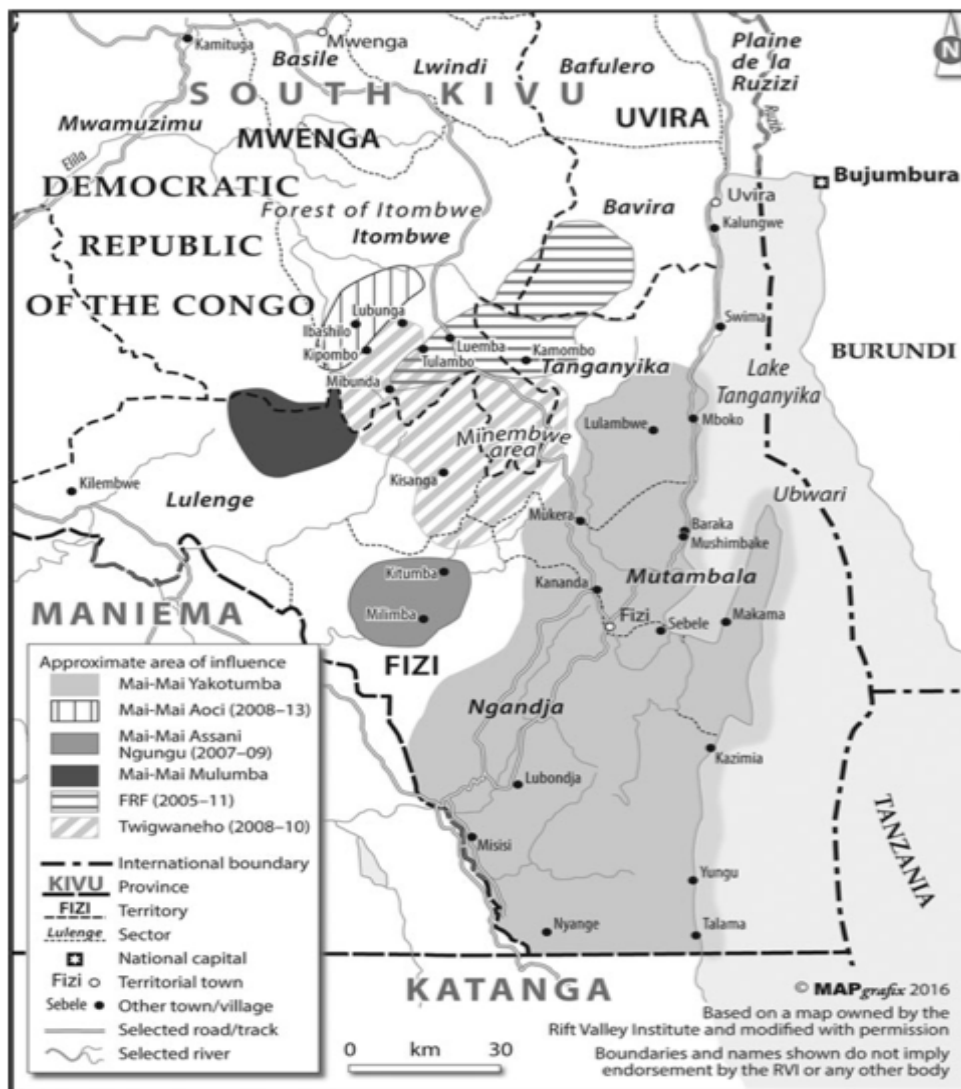 Kamituga
Mwenga
Basile
Lwindi
Bafulero
Plaine
de la
Ruzizi
N
SOUTH KIVU
Mwamuzimu
MWENGA
UVIRA
Ruzizi
Elila
DEMOCRATIC
REPUBLIC
OF THE CONGO
Forest of Itombwe
Itombwe
Bavira
Uvira
Kalungwe
Bujumbura
Lubunga
Ibashilo
Kipombo
Luemba
Tulambo
Kamombo
Swima
Mibunda
Tanganyika
BURUNDI
Lake
Tanganyika
Minembwe
area
Lulambwe
Mboko
Kilembwe
Lulenge
Kisanga
Ubwari
Mukera
Baraka
Mushimbake
Kitumba
Milimba
Kananda
Mutambala
MANIEMA
Fizi
Sebele
Makama
FIZI
Ngandja
Kazimia
Lubondja
TANZANIA
Misisi
Yungu
Nyange
Talama
KATANGA
Approximate area of influence
Mai-Mai Yakotumba
Mai-Mai Aoci (2008–13)
Mai-Mai Assani
Ngungu (2007–09)
Mai-Mai Mulumba
FRF (2005–11)
Twigwaneho (2008–10)
International boundary
KIVU Province
FIZI Territory
Lulenge Sector
National capital
Fizi Territorial town
Sebele Other town/village
Selected road/track
Selected river
0 km 30
© MAPgrafix 2016
Based on a map owned by the
Rift Valley Institute and modified with permission
Boundaries and names shown do not imply
endorsement by the RVI or any other body